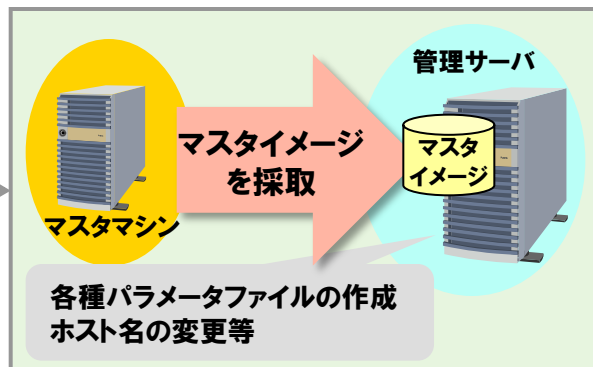 管理サーバ
マスタイメージ
を採取
マスタ
イメージ
マスタマシン
各種パラメータファイルの作成
ホスト名の変更等